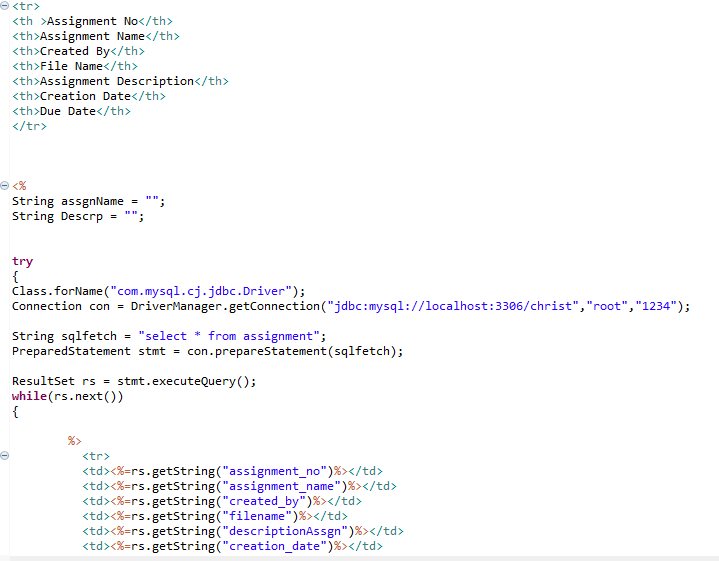 <tr>
<th >Assignment No</th>
<th>Assignment Name</th>
<th>Created By</th>
<th>File Name</th>
<th>Assignment Description</th>
<th>Creation Date</th>
<th>Due Date</th>
</tr>
<%
String assgnName = "";
String Descrp = "";
try
{
Class.forName("com.mysql.cj.jdbc.Driver");
Connection con = DriverManager.getConnection("jdbc:mysql://localhost:3306/christ","root","1234");
String sqlfetch = "select * from assignment";
PreparedStatement stmt = con.prepareStatement(sqlfetch);
ResultSet rs = stmt.executeQuery();
while(rs.next())
{
%>
<tr>
<td><%=rs.getString("assignment_no")%></td>
<td><%=rs.getString("assignment_name")%></td>
<td><%=rs.getString("created_by")%></td>
<td><%=rs.getString("filename")%></td>
<td><%=rs.getString("descriptionAssgn")%></td>
<td><%=rs.getString("creation_date")%></td>